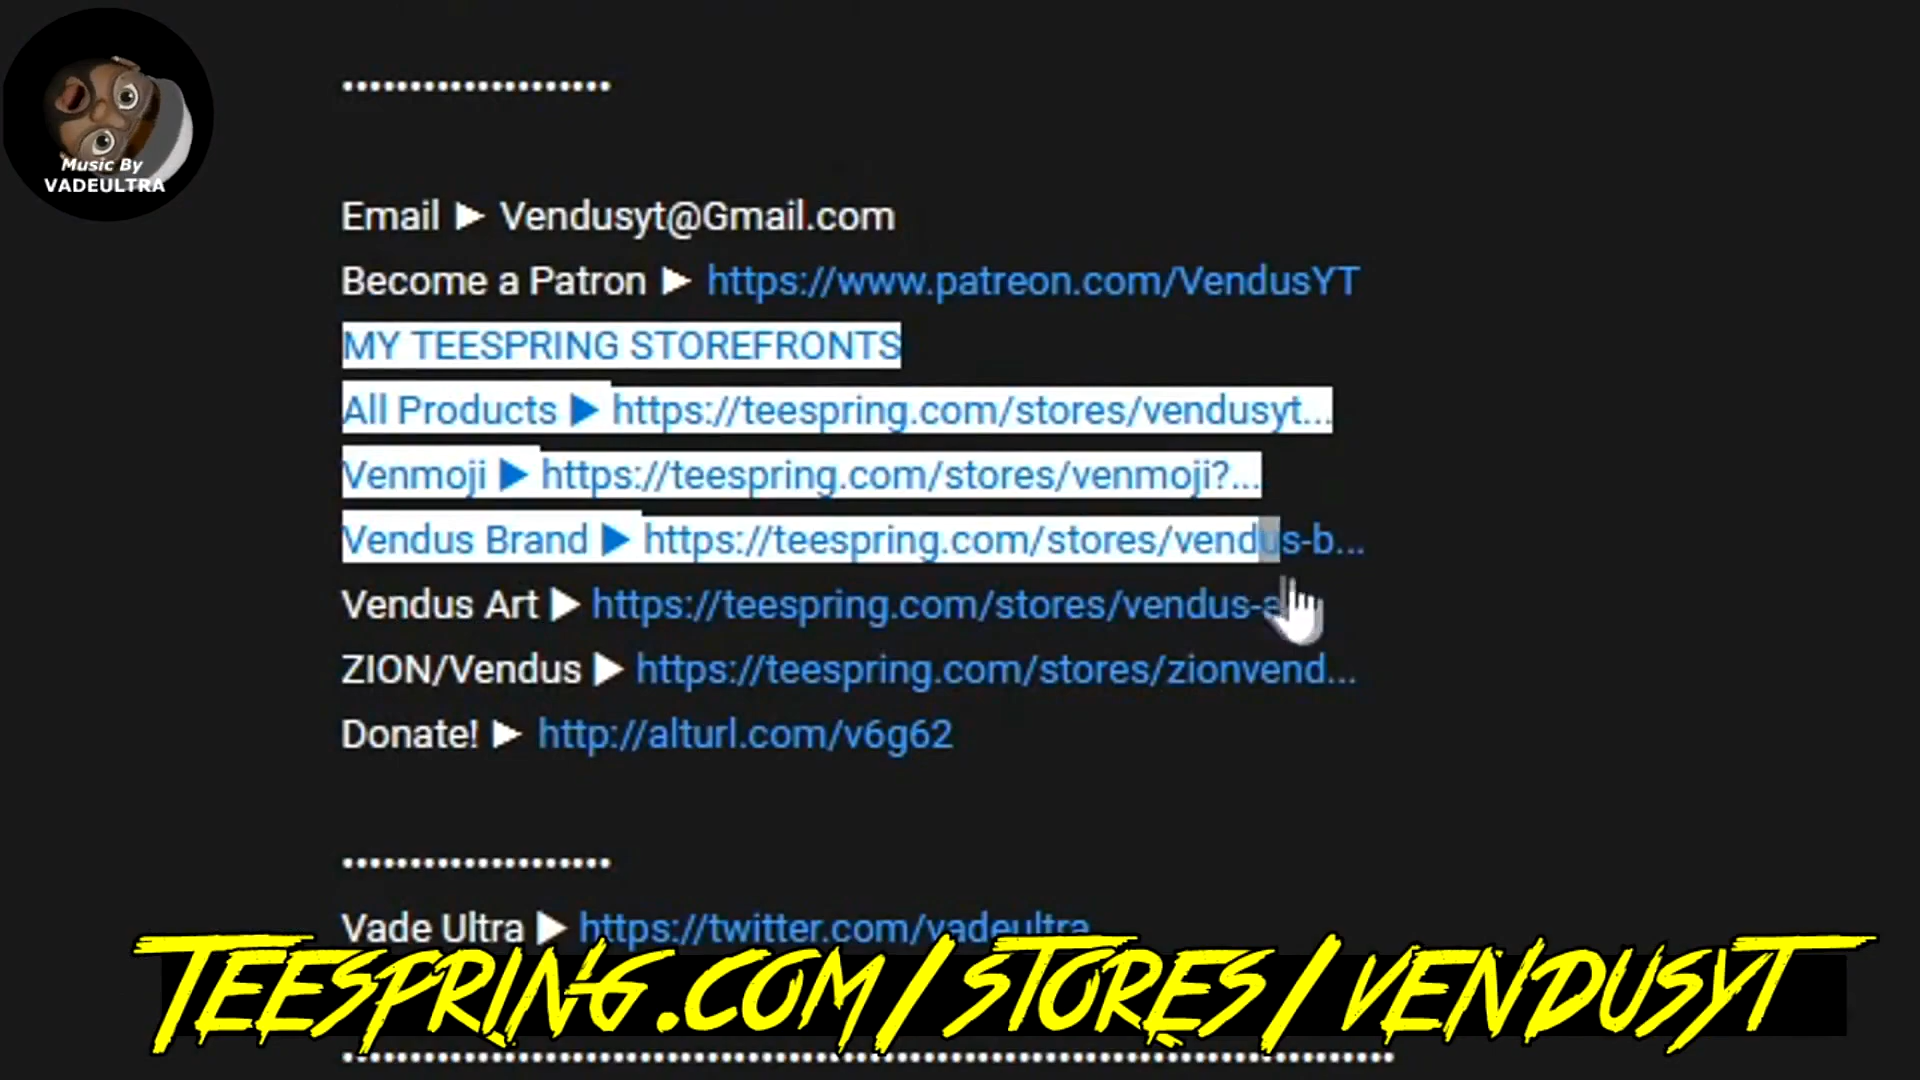 Music By
VADEULTRA
Email ▶ Vendusyt@Gmail.com
Become a Patron ▶ https://www.patreon.com/VendusYT
MY TEESPRING STOREFRONTS
All Products ▶ https://teespring.com/stores/vendusyt...
Venmoji ▶ https://teespring.com/stores/venmoji?...
Vendus Brand ▶ https://teespring.com/stores/vendus-b...
Vendus Art ▶ https://teespring.com/stores/vendus-a
ZION/Vendus ▶ https://teespring.com/stores/zionvend...
Donate! ▶ http://alturl.com/v6g62
Vade Ultra ▶ https://twitter.com/vadeultra
TEESPRING.COM/STORES/VENDUSYT